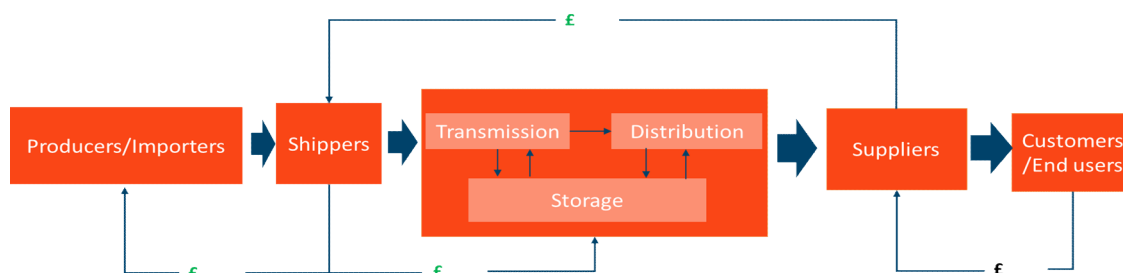 £
Producers/Importers
Shippers
Transmission
Distribution
Storage
Suppliers
Customers
/End users
£
£
£